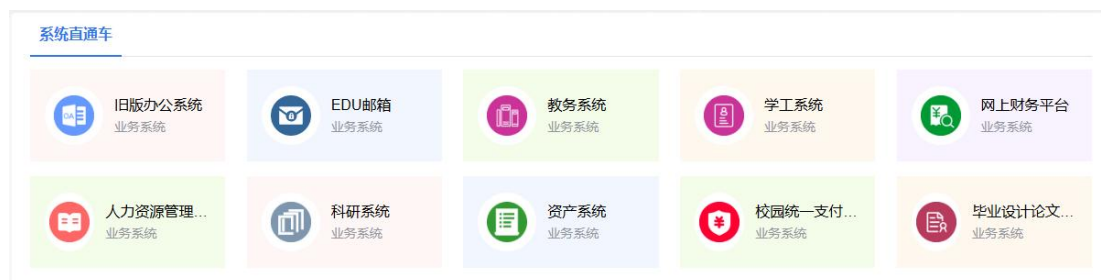 系统直通车
旧版办公系统
业务系统
EDU邮箱
业务系统
教务系统
业务系统
学工系统
业务系统
网上财务平台
业务系统
人力资源管理...
业务系统
科研系统
业务系统
资产系统
业务系统
校园统一支付...
业务系统
毕业设计论文...
业务系统